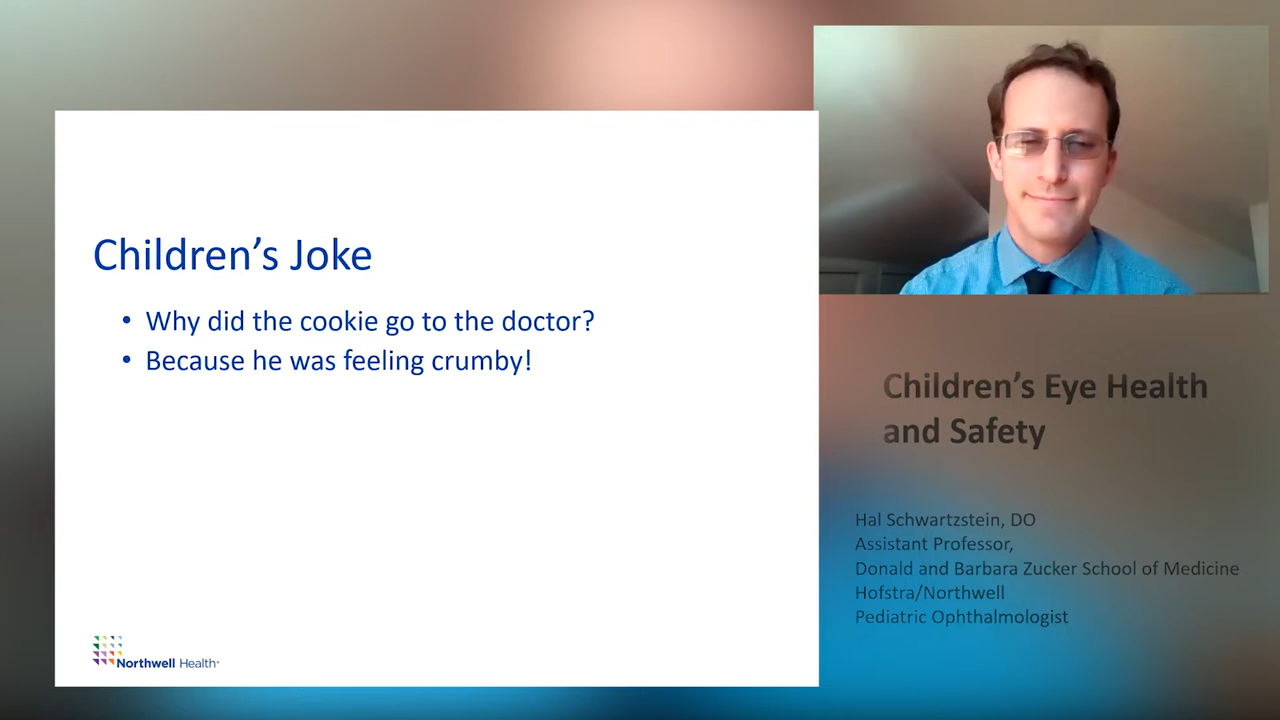 Children’s Joke
• Why did the cookie go to the doctor?
• Because he was feeling crumby!
Northwell Health
Children’s Eye Health
and Safety
Hal Schwartzstein, DO
Assistant Professor,
Donald and Barbara Zucker School of Medicine
Hofstra/Northwell
Pediatric Ophthalmologist